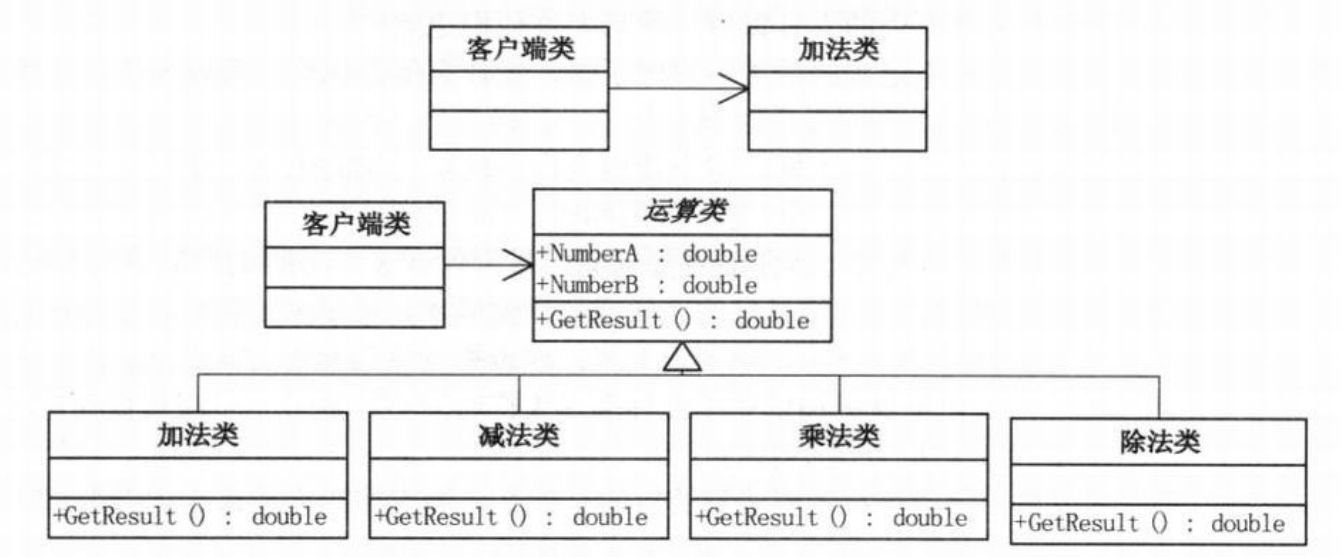 客户端类
加法类
客户端类
运算类
+NumberA : double
+NumberB : double
+GetResult() : double
加法类
减法类
乘法类
除法类
+GetResult() : double
+GetResult() : double
+GetResult() : double
+GetResult() : double